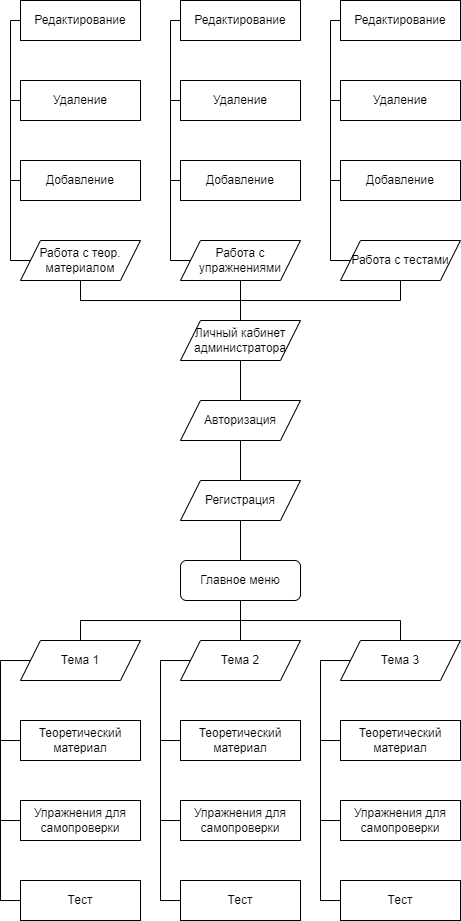 Редактирование
Редактирование
Редактирование
Удаление
Удаление
Удаление
Добавление
Добавление
Добавление
Работа с теор.
материалом
Работа с
упражнениями
Работа с тестами
Личный кабинет
администратора
Авторизация
Регистрация
Главное меню
Тема 1
Тема 2
Тема 3
Теоретический
материал
Теоретический
материал
Теоретический
материал
Упражнения для
самопроверки
Упражнения для
самопроверки
Упражнения для
самопроверки
Тест
Тест
Тест